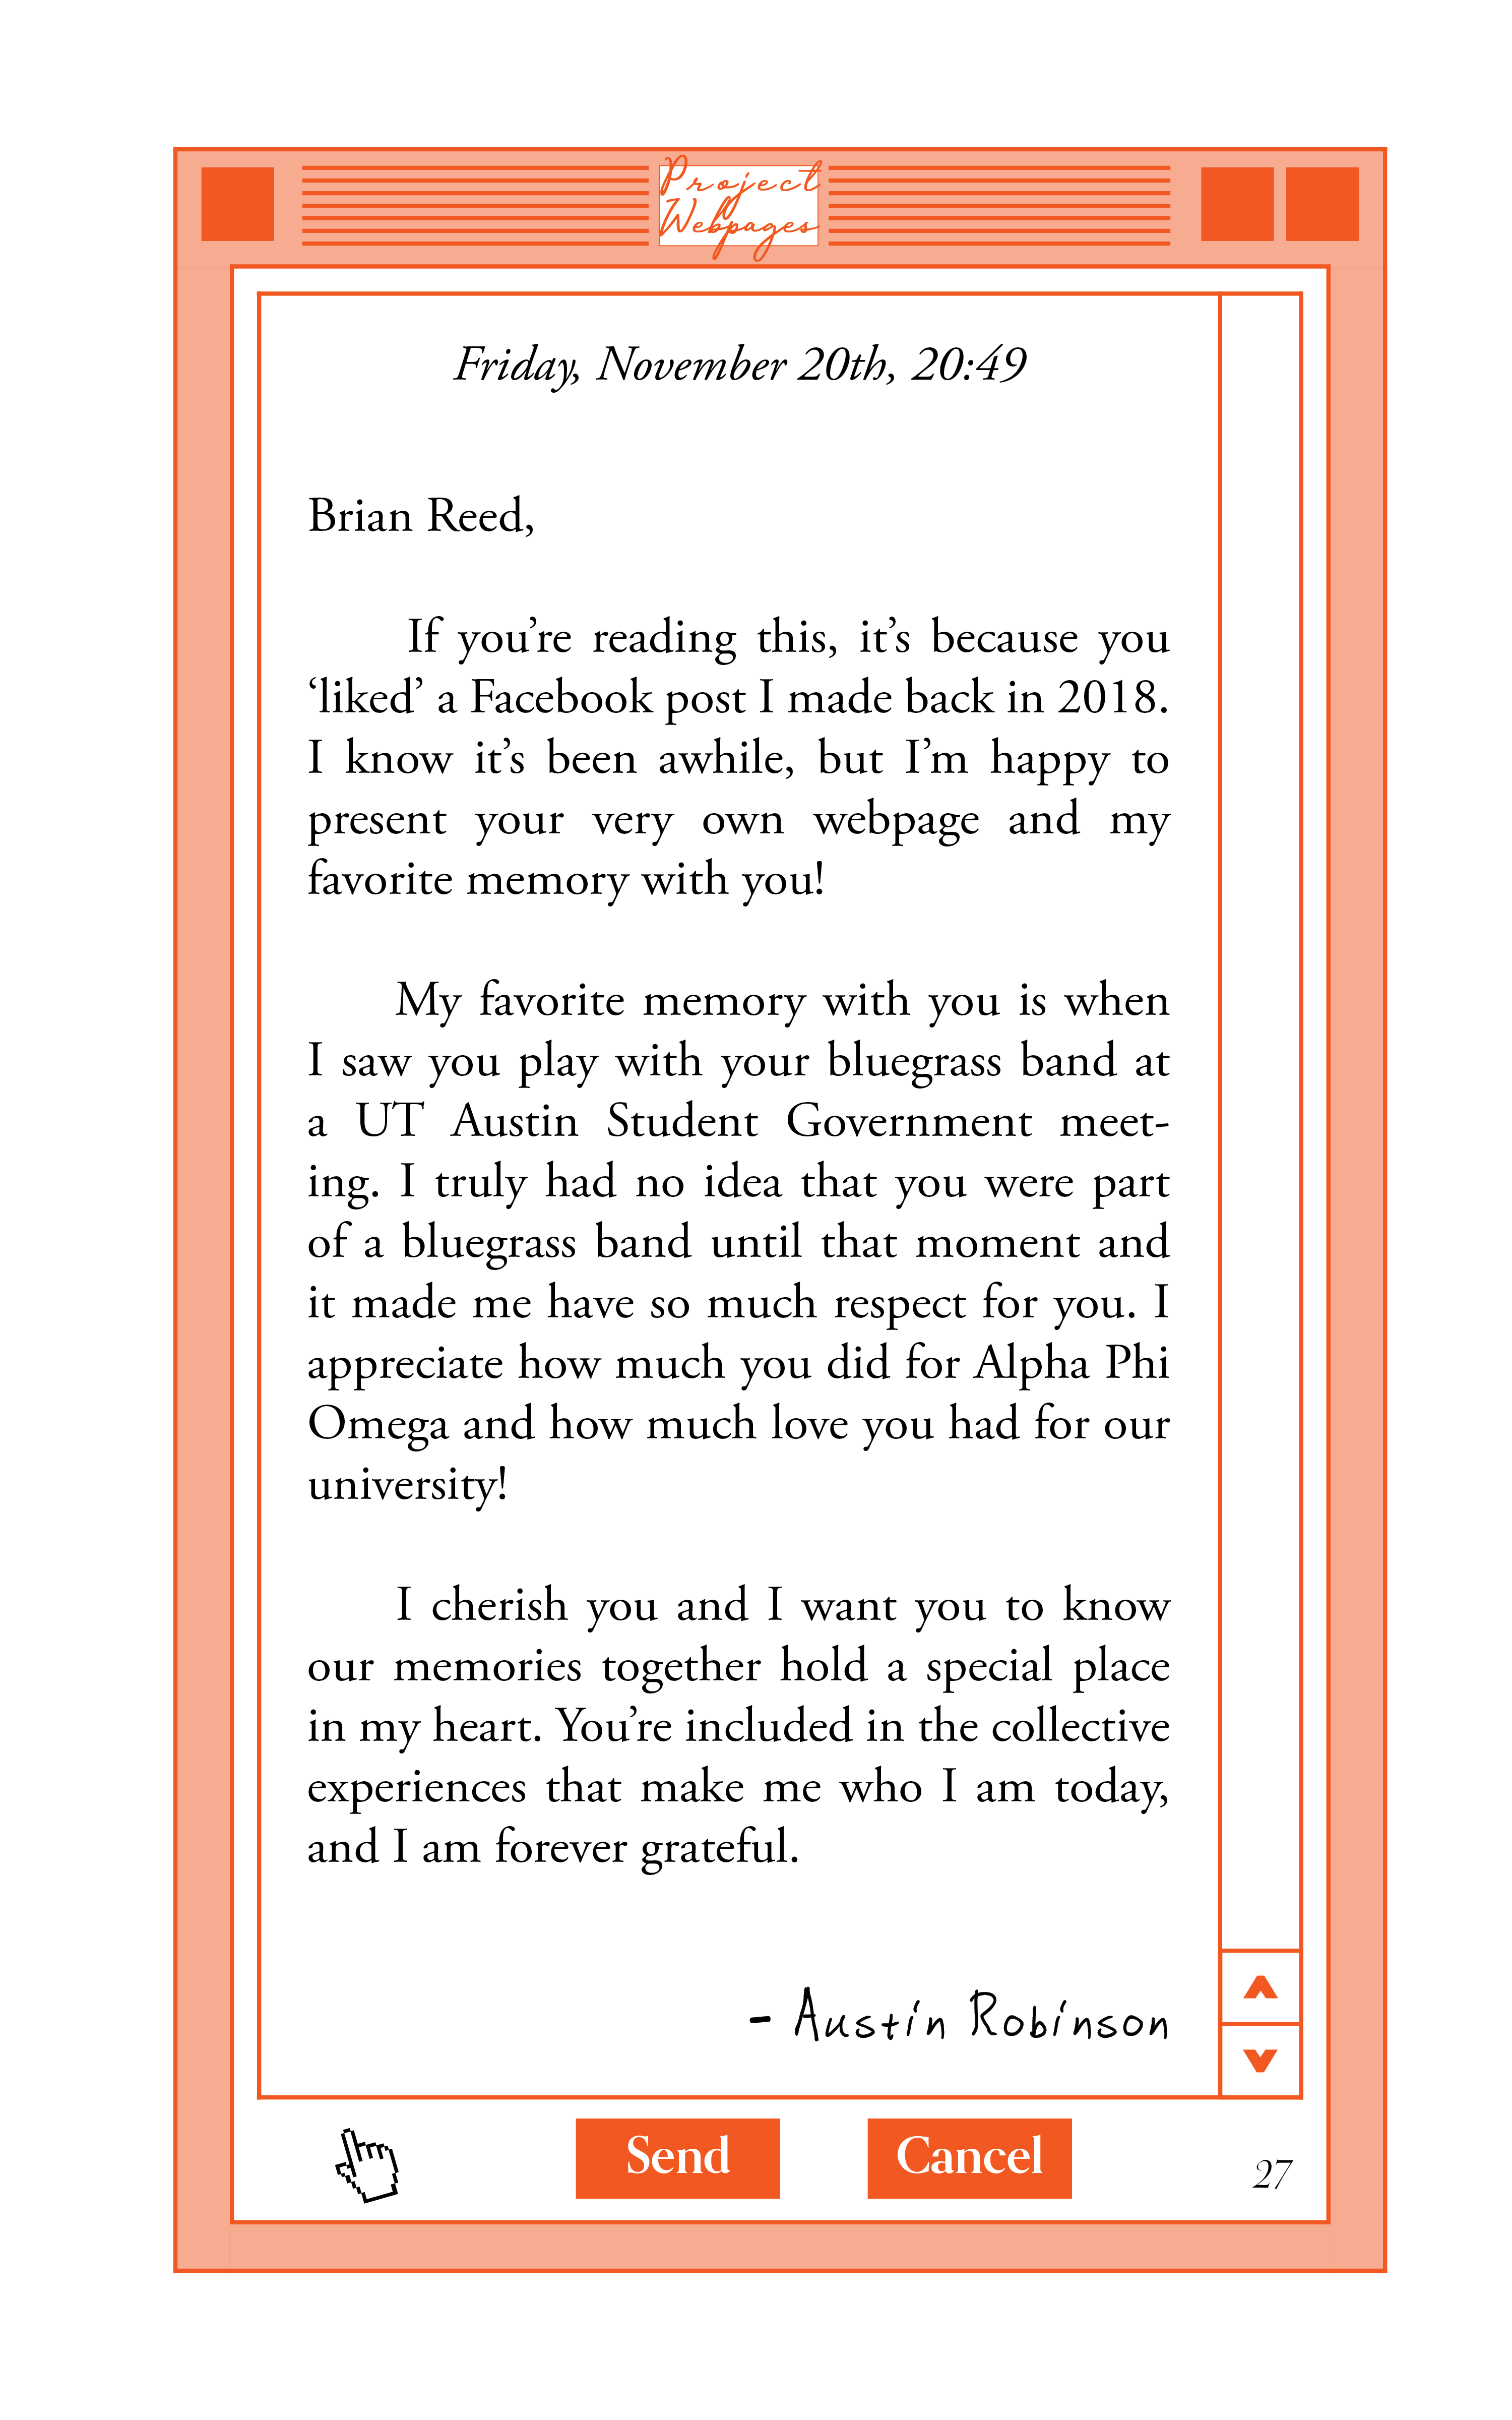 Project
Webpages
Friday, November 20th, 20:49
Brian Reed,
If you’re reading this, it’s because you
‘liked’ a Facebook post I made back in 2018.
I know it’s been awhile, but I’m happy to
present your very own webpage and my
favorite memory with you!
My favorite memory with you is when
I saw you play with your bluegrass band at
a UT Austin Student Government meet-
ing. I truly had no idea that you were part
of a bluegrass band until that moment and
it made me have so much respect for you. I
appreciate how much you did for Alpha Phi
Omega and how much love you had for our
university!
I cherish you and I want you to know
our memories together hold a special place
in my heart. You’re included in the collective
experiences that make me who I am today,
and I am forever grateful.
- Austin Robinson
Send Cancel
27